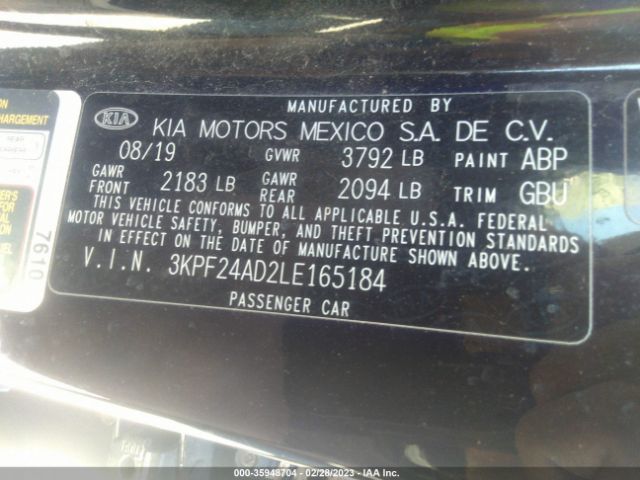 MANUFACTURED BY
KIA KIA MOTORS MEXICO S.A. DE C.V.
08/19 GVWR 3792 LB PAINT ABP
GAWR FRONT 2183 LB GAWR REAR 2094 LB TRIM GBU
THIS VEHICLE CONFORMS TO ALL APPLICABLE U.S.A. FEDERAL
MOTOR VEHICLE SAFETY, BUMPER, AND THEFT PREVENTION STANDARDS
IN EFFECT ON THE DATE OF MANUFACTURE SHOWN ABOVE.
V.I.N. 3KPF24AD2LE165184
PASSENGER CAR
7610
000-35948704 - 02/28/2023 - IAA Inc.